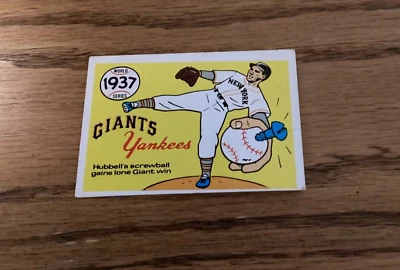 WORLD
1937
SERIES
NEW YORK
GIANTS
Yankees
Hubbell's screwball
gains lone Giant win